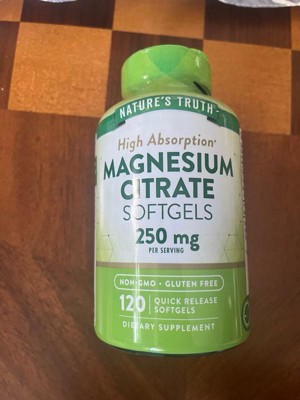 NATURE'S TRUTH
High Absorption*
MAGNESIUM
CITRATE
SOFTGELS
250 mg
PER SERVING
NON-GMO • GLUTEN FREE
120 QUICK RELEASE
SOFTGELS
DIETARY SUPPLEMENT